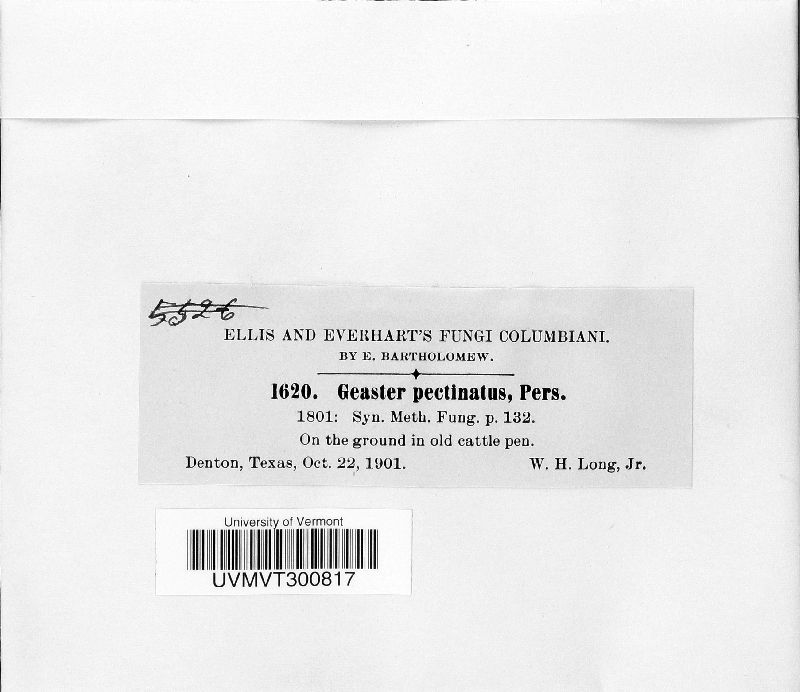 5526
ELLIS AND EVERHART'S FUNGI COLUMBIANI.
BY E. BARTHOLOMEW.
1620. Geaster pectinatus, Pers.
1801: Syn. Meth. Fung. p. 132.
On the ground in old cattle pen.
Denton, Texas, Oct. 22, 1901. W. H. Long, Jr.
University of Vermont
UVMVT300817